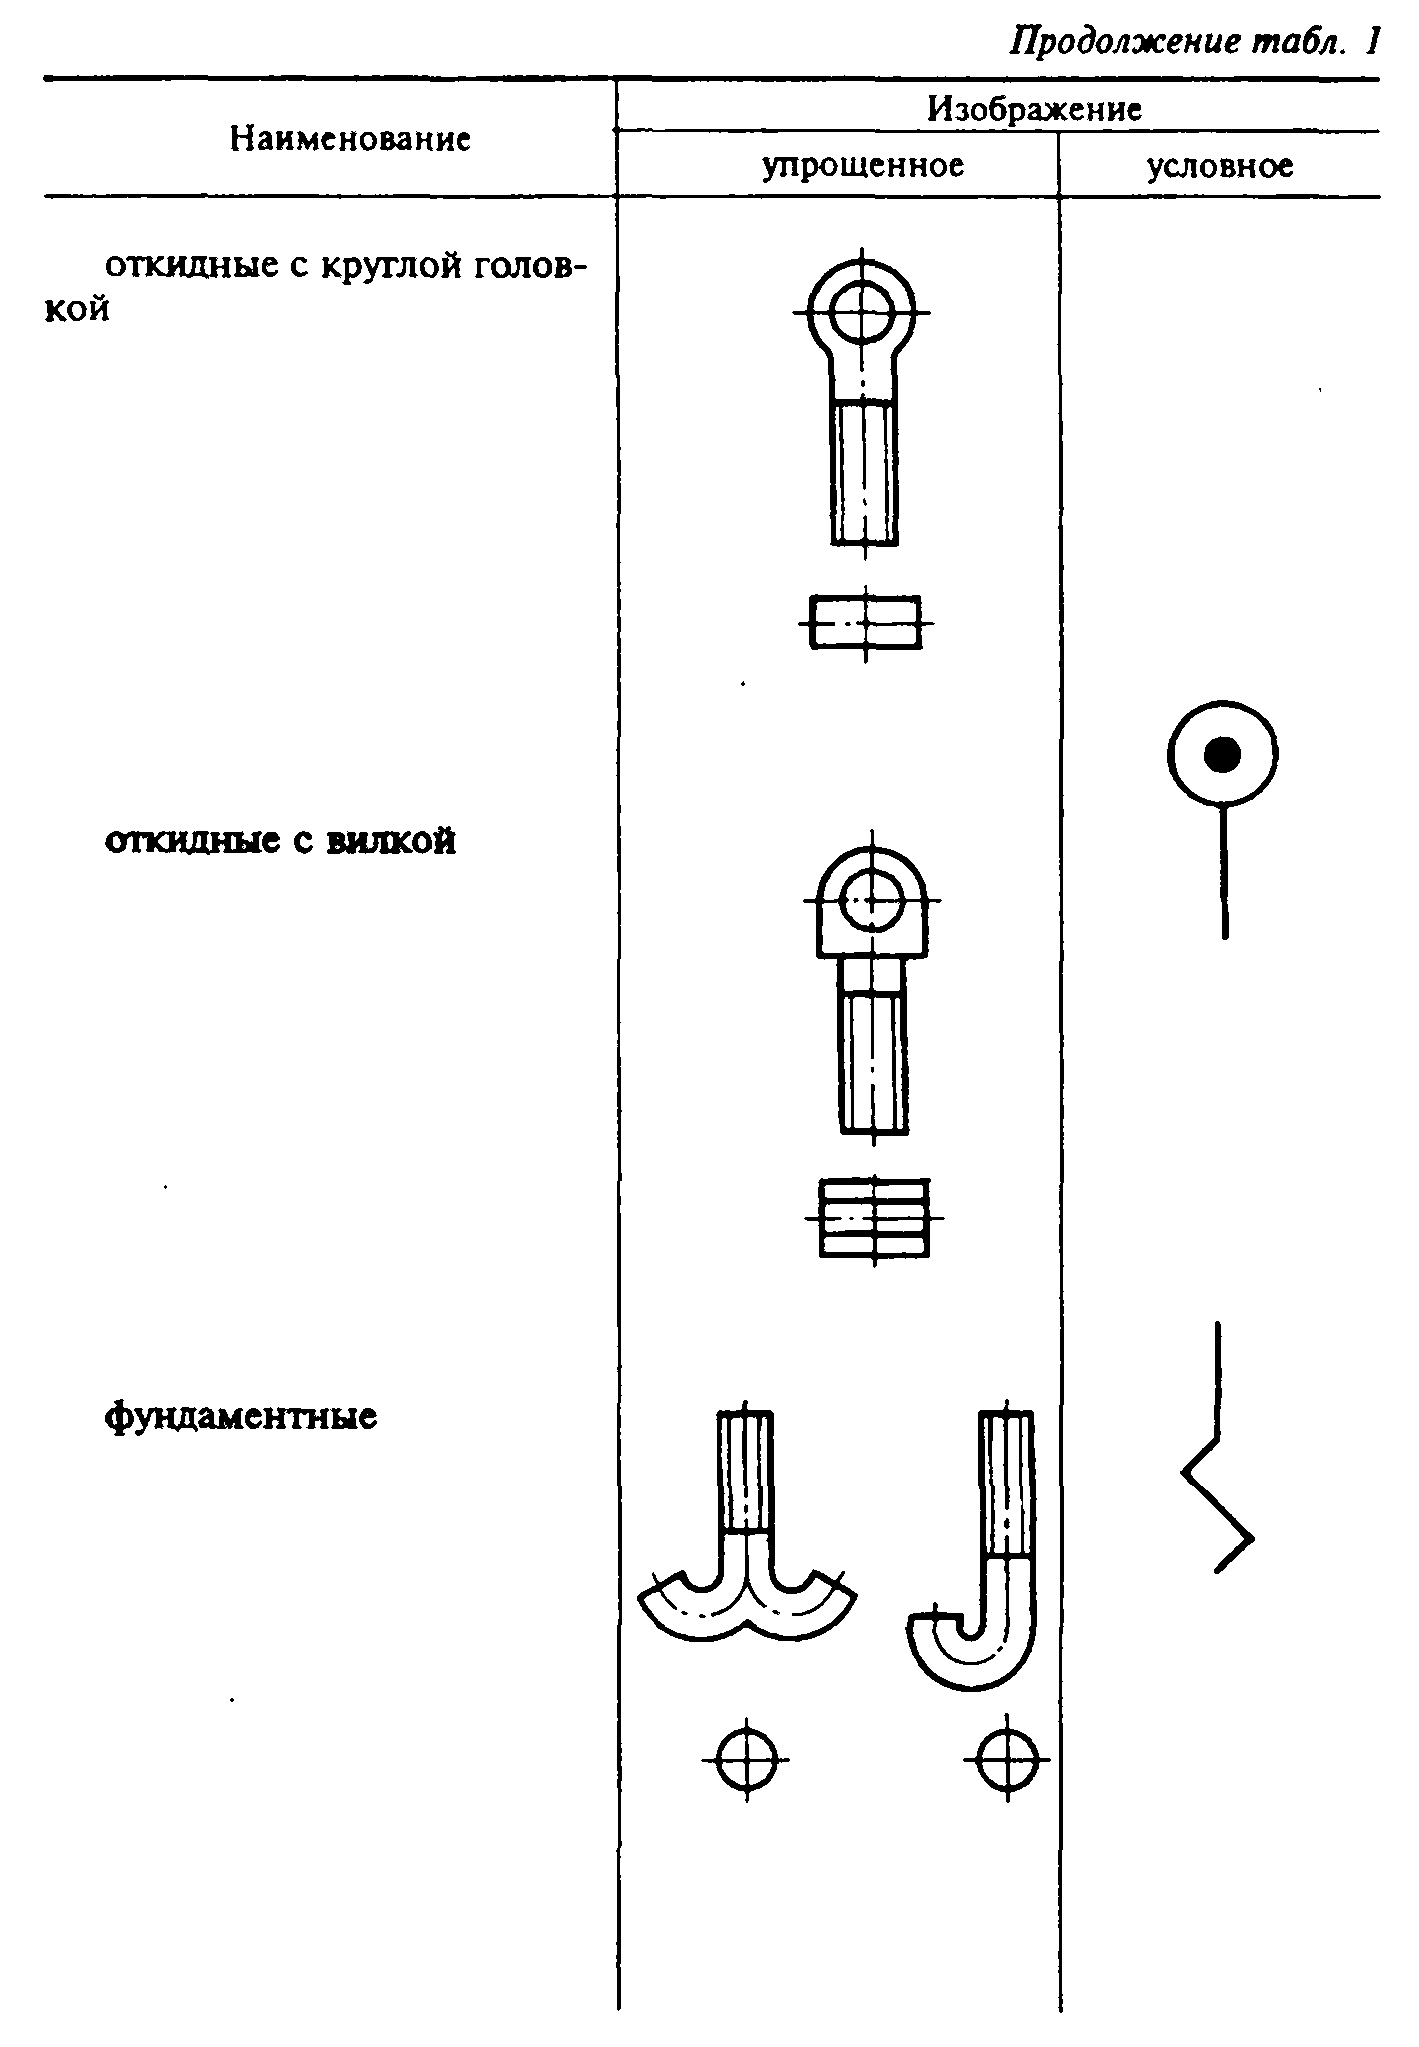 Продолжение табл. 1
Изображение
Наименование
упрощенное
условное
откидные с круглой голов-
кой
откидные с вилкой
фундаментные